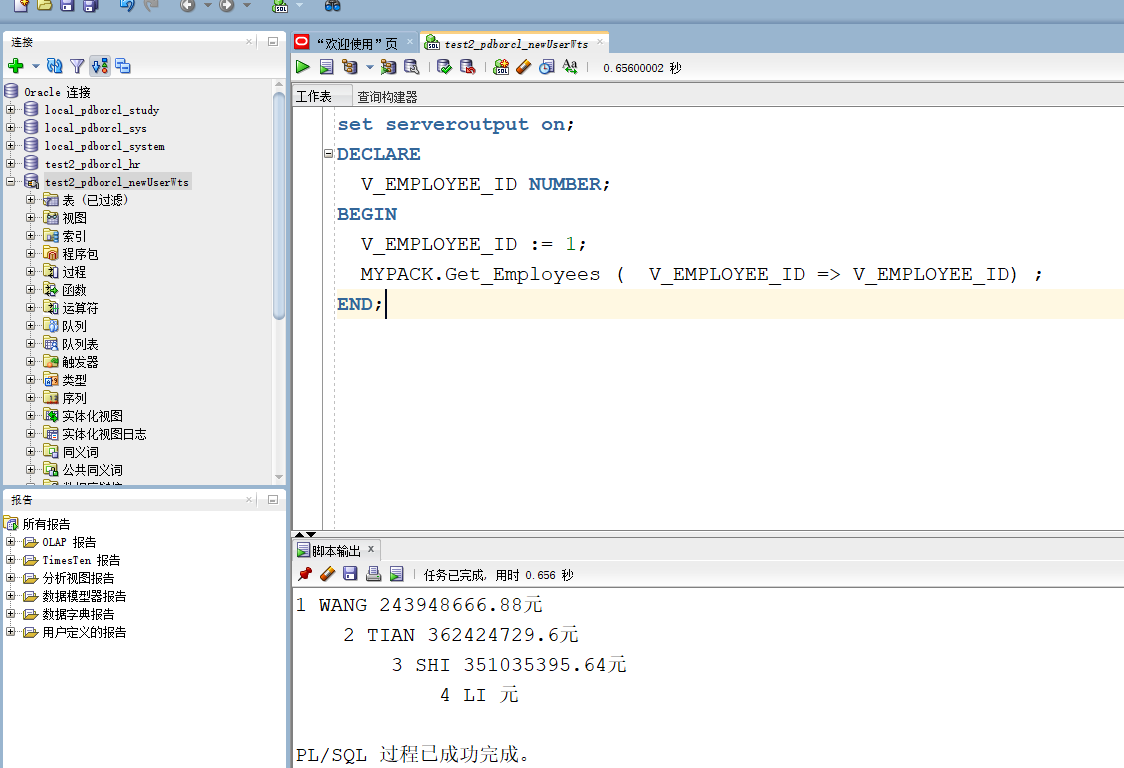 连接
Oracle 连接
local_pdborcl_study
local_pdborcl_sys
local_pdborcl_system
test2_pdborcl_hr
test2_pdborcl_newUserWts
表 (已过滤)
视图
索引
程序包
过程
函数
运算符
队列
队列表
触发器
类型
序列
实体化视图
实体化视图日志
同义词
公共同义词
报告
所有报告
OLAP 报告
TimesTen 报告
分析视图报告
数据模型器报告
数据字典报告
用户定义的报告
“欢迎使用”页
test2_pdborcl_newUserWts
0.65600002 秒
工作表
查询构建器
set serveroutput on;
DECLARE
V_EMPLOYEE_ID NUMBER;
BEGIN
V_EMPLOYEE_ID := 1;
MYPACK.Get_Employees ( V_EMPLOYEE_ID => V_EMPLOYEE_ID) ;
END;
脚本输出
任务已完成, 用时 0.656 秒
1 WANG 243948666.88元
2 TIAN 362424729.6元
3 SHI 351035395.64元
4 LI 元
PL/SQL 过程已成功完成。